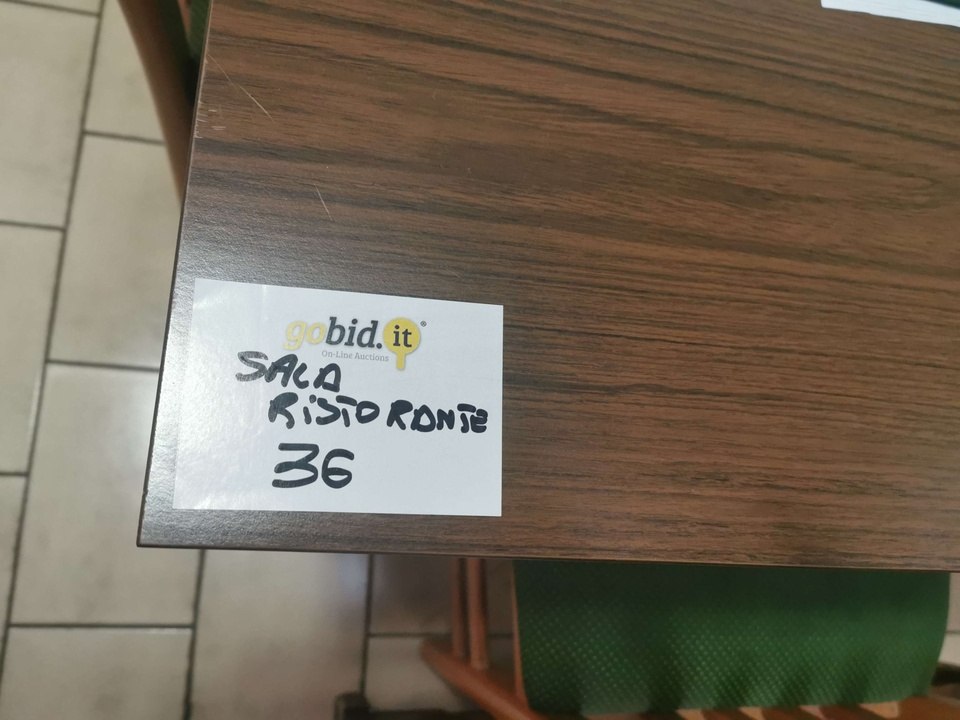 gobid.it®
On-Line Auctions
SALA
RISTORANTE
36